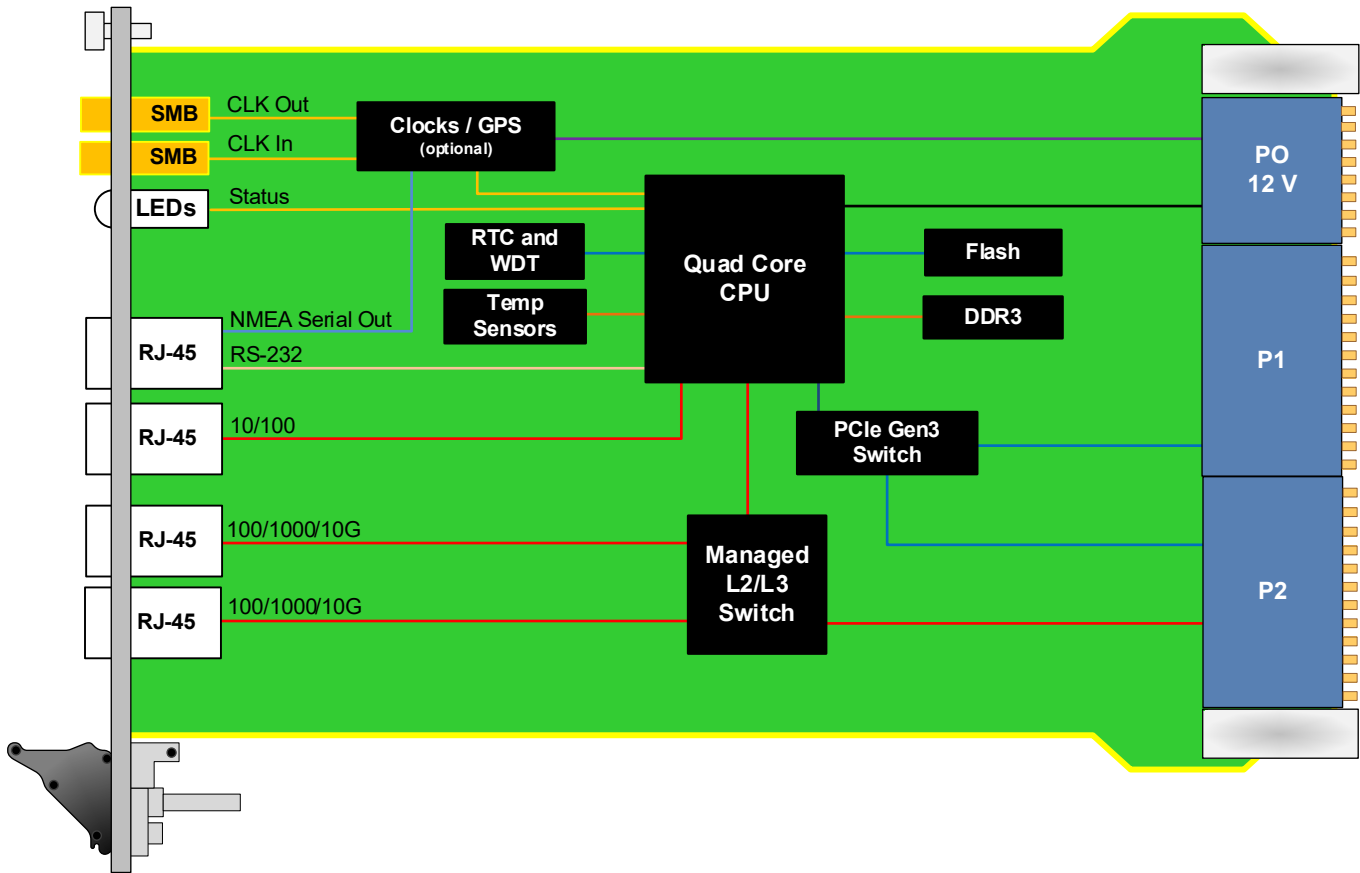 SMB
CLK Out
SMB
CLK In
LEDs
Status
Clocks / GPS
(optional)
PO
12 V
RTC and
WDT
Temp
Sensors
Quad Core
CPU
Flash
DDR3
P1
RJ-45
NMEA Serial Out
RS-232
RJ-45
10/100
PCIe Gen3
Switch
RJ-45
100/1000/10G
Managed
L2/L3
Switch
P2
RJ-45
100/1000/10G